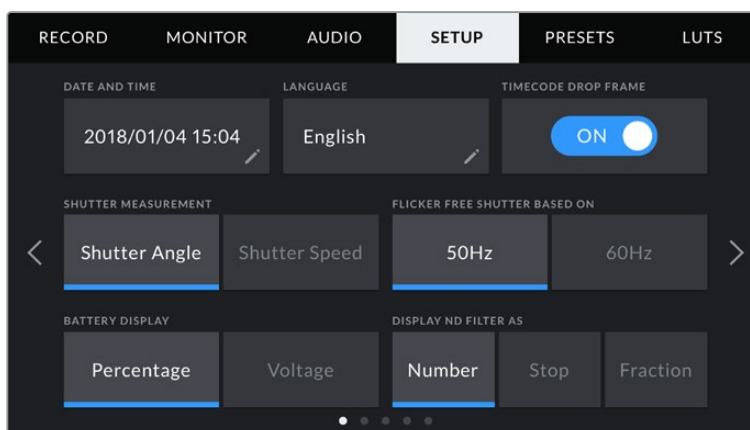 RECORD MONITOR AUDIO SETUP PRESETS LUTS
DATE AND TIME LANGUAGE TIMECODE DROP FRAME
2018/01/04 15:04 English ON
SHUTTER MEASUREMENT FLICKER FREE SHUTTER BASED ON
Shutter Angle Shutter Speed 50Hz 60Hz
BATTERY DISPLAY DISPLAY ND FILTER AS
Percentage Voltage Number Stop Fraction